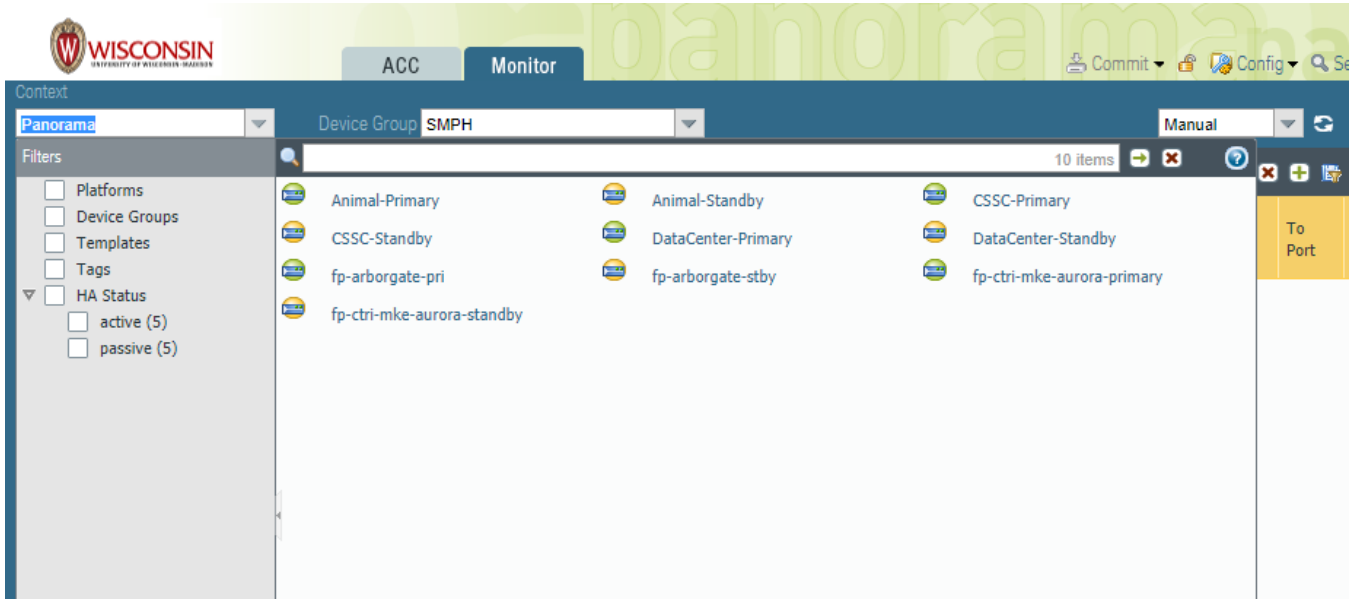 panorama
WISCONSIN
UNIVERSITY OF WISCONSIN-MADISON
ACC Monitor Commit Config Se
Context
Panorama Device Group SMPH Manual
Filters 10 items
Platforms Animal-Primary Animal-Standby CSSC-Primary
Device Groups
Templates CSSC-Standby DataCenter-Primary DataCenter-Standby To
Port
Tags fp-arborgate-pri fp-arborgate-stby fp-ctri-mke-aurora-primary
HA Status
active (5) fp-ctri-mke-aurora-standby
passive (5)